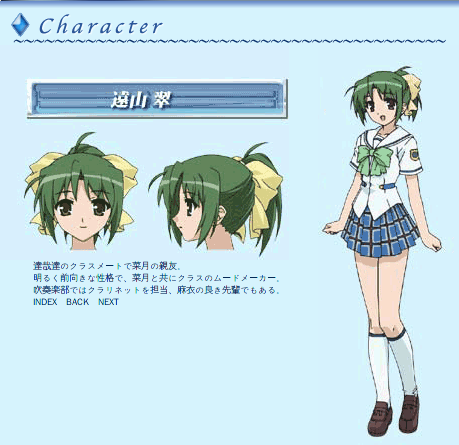 Character
遠山 翠
達哉達のクラスメートで菜月の親友。
明るく前向きな性格で、菜月と共にクラスのムードメーカー。
吹奏楽部ではクラリネットを担当、麻衣の良き先輩でもある。
INDEX BACK NEXT